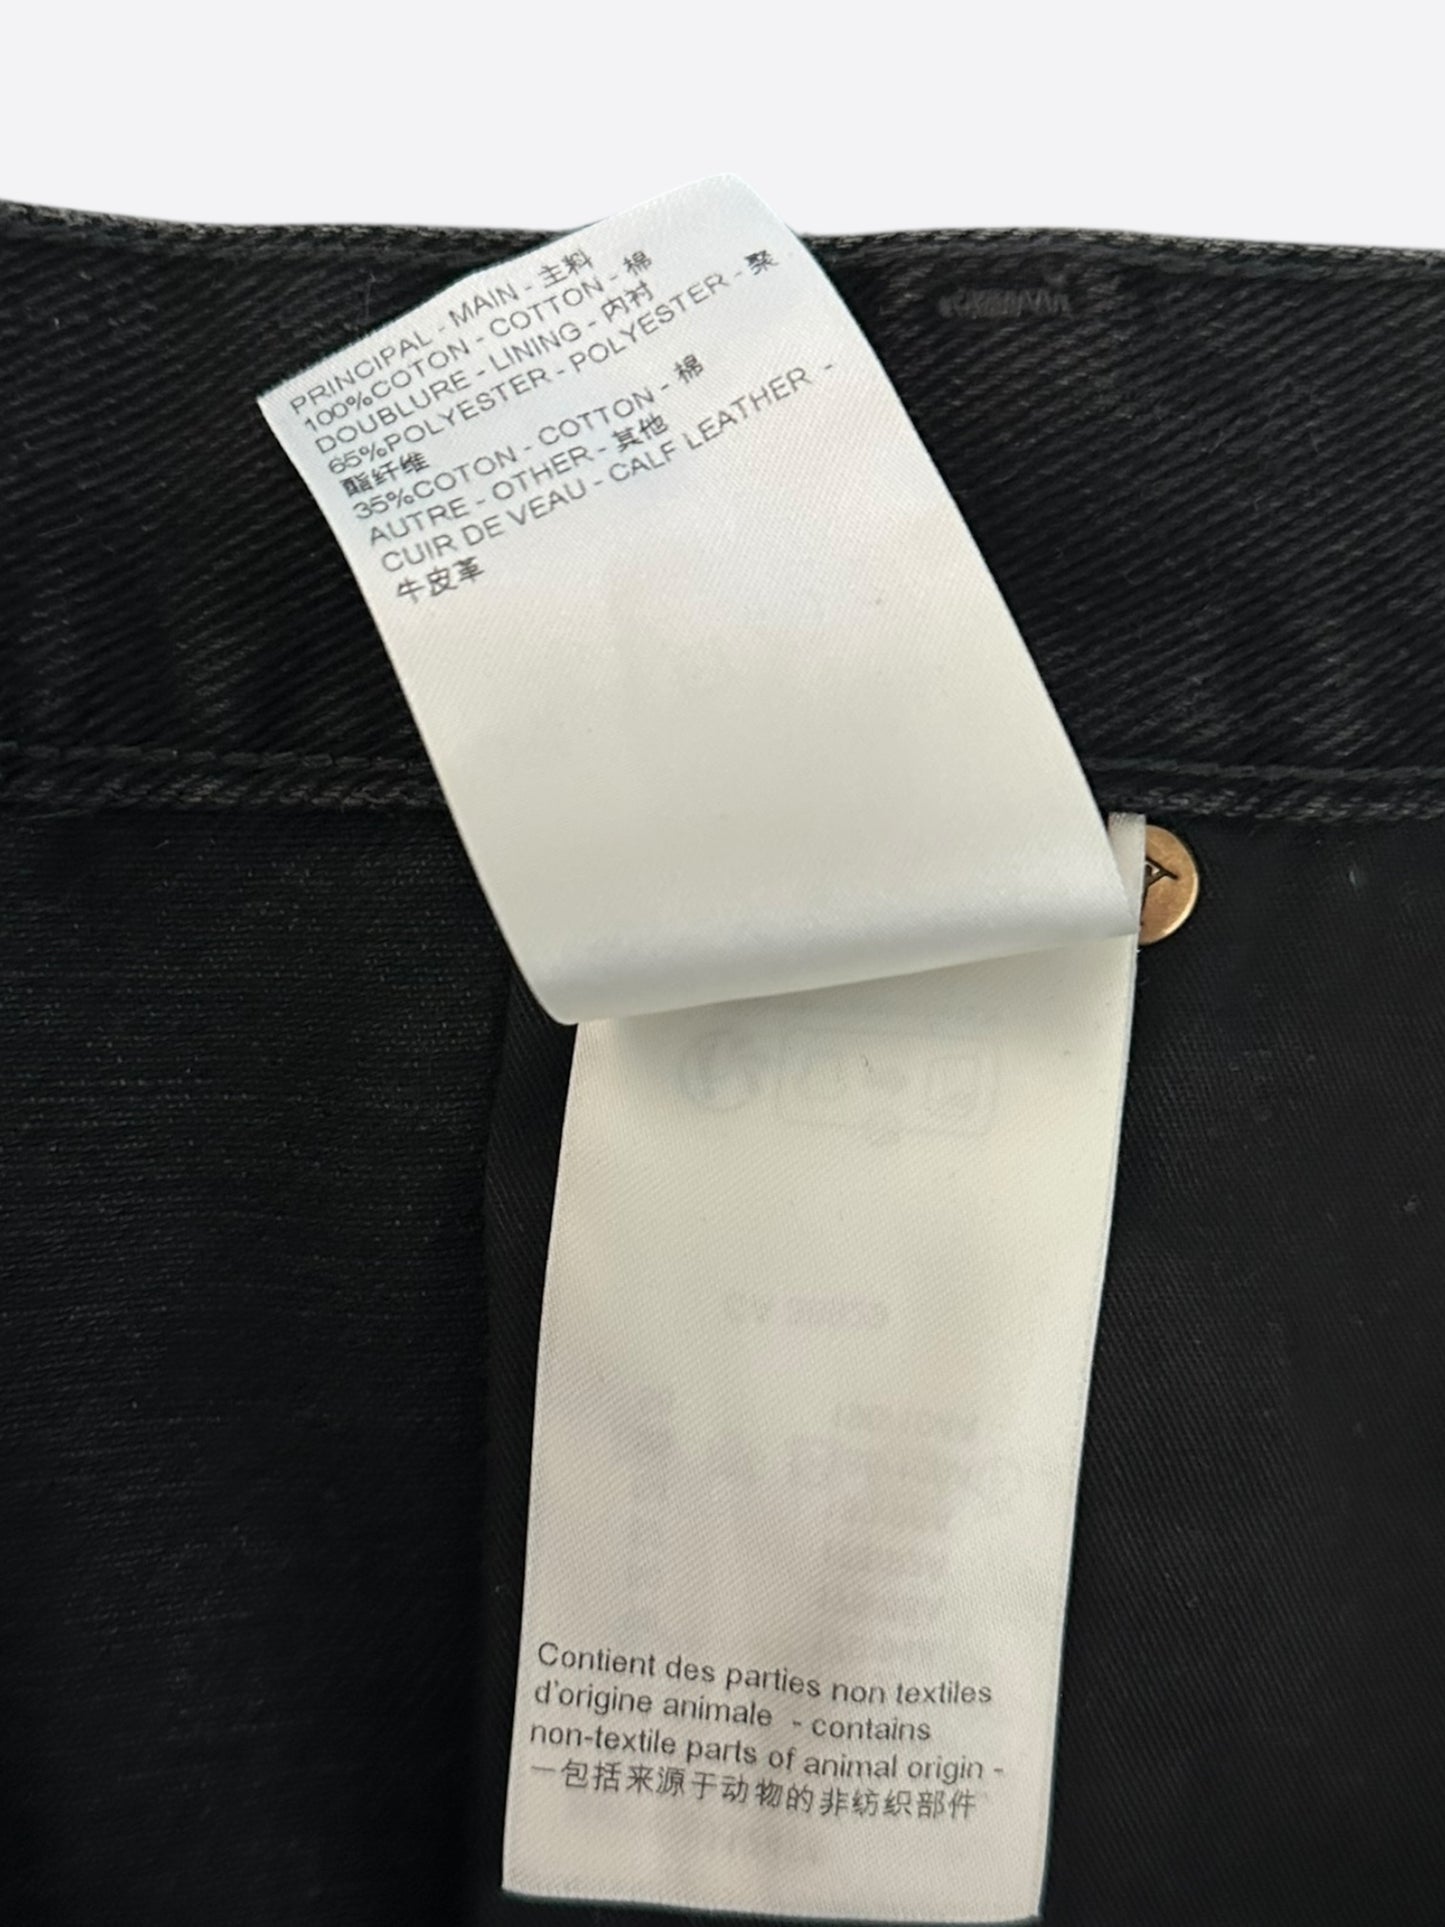 PRINCIPAL - MAIN - 主料
100%COTON - COTTON - 棉
DOUBLURE - LINING - 内衬
65%POLYESTER - POLYESTER - 聚
酯纤维
35%COTON - COTTON - 棉
AUTRE - OTHER - 其他
CUIR DE VEAU - CALF LEATHER -
牛皮革
Contient des parties non textiles
d'origine animale - contains
non-textile parts of animal origin -
一包括来源于动物的非纺织部件